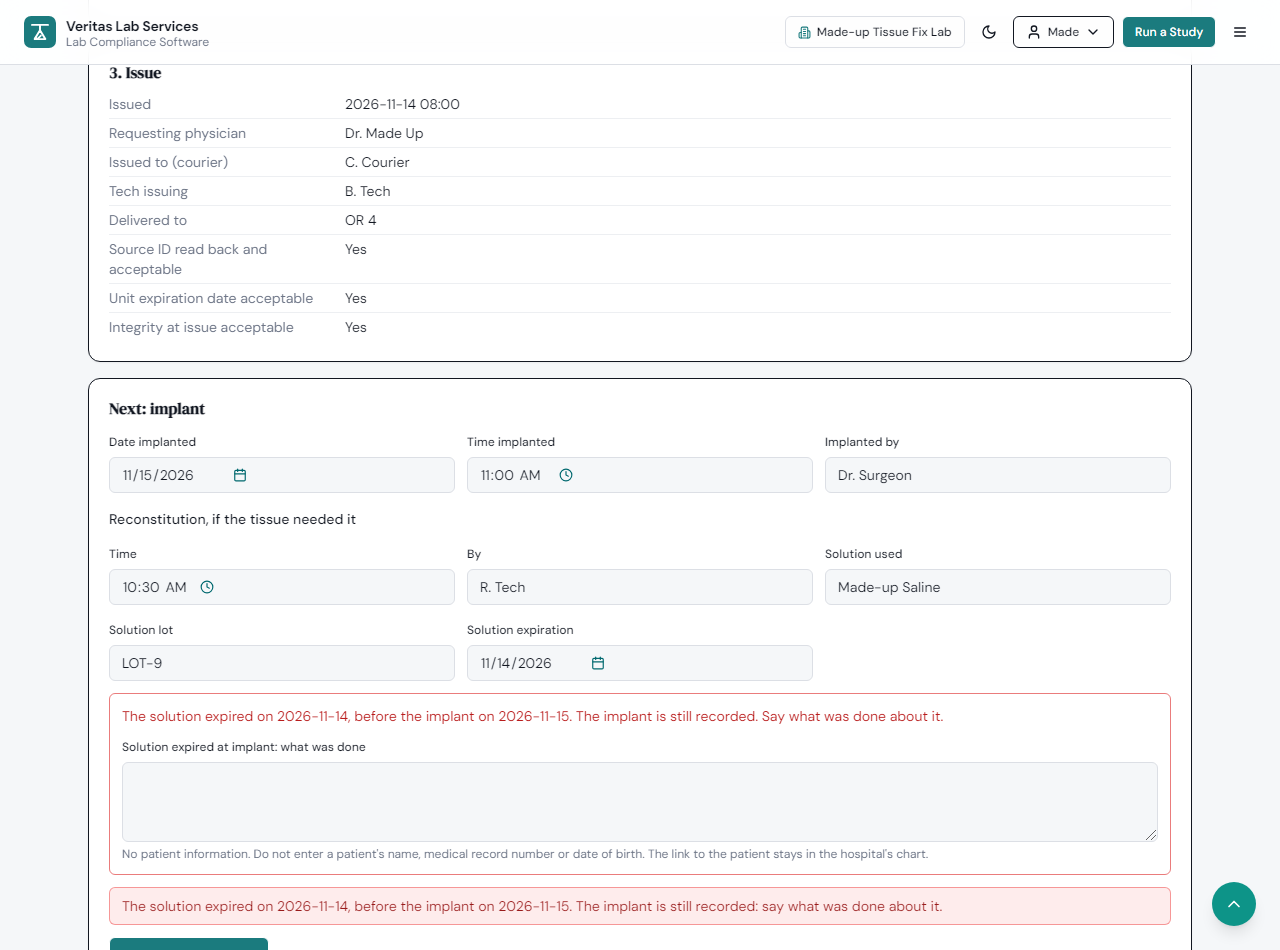 Veritas Lab Services
Lab Compliance Software
Made-up Tissue Fix Lab
Made
Run a Study
3. Issue
Issued 2026-11-14 08:00
Requesting physician Dr. Made Up
Issued to (courier) C. Courier
Tech issuing B. Tech
Delivered to OR 4
Source ID read back and acceptable Yes
Unit expiration date acceptable Yes
Integrity at issue acceptable Yes
Next: implant
Date implanted Time implanted Implanted by
11/15/2026 11:00 AM Dr. Surgeon
Reconstitution, if the tissue needed it
Time By Solution used
10:30 AM R. Tech Made-up Saline
Solution lot Solution expiration
LOT-9 11/14/2026
The solution expired on 2026-11-14, before the implant on 2026-11-15. The implant is still recorded. Say what was done about it.
Solution expired at implant: what was done
No patient information. Do not enter a patient's name, medical record number or date of birth. The link to the patient stays in the hospital's chart.
The solution expired on 2026-11-14, before the implant on 2026-11-15. The implant is still recorded: say what was done about it.